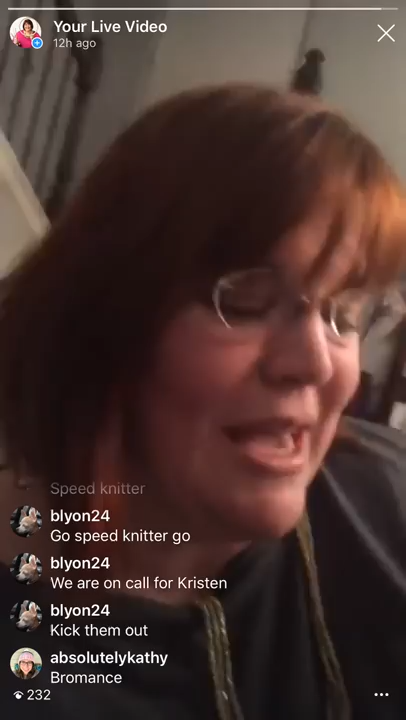 Your Live Video
12h ago
Speed knitter
blyon24
Go speed knitter go
blyon24
We are on call for Kristen
blyon24
Kick them out
absolutelykathy
Bromance
232